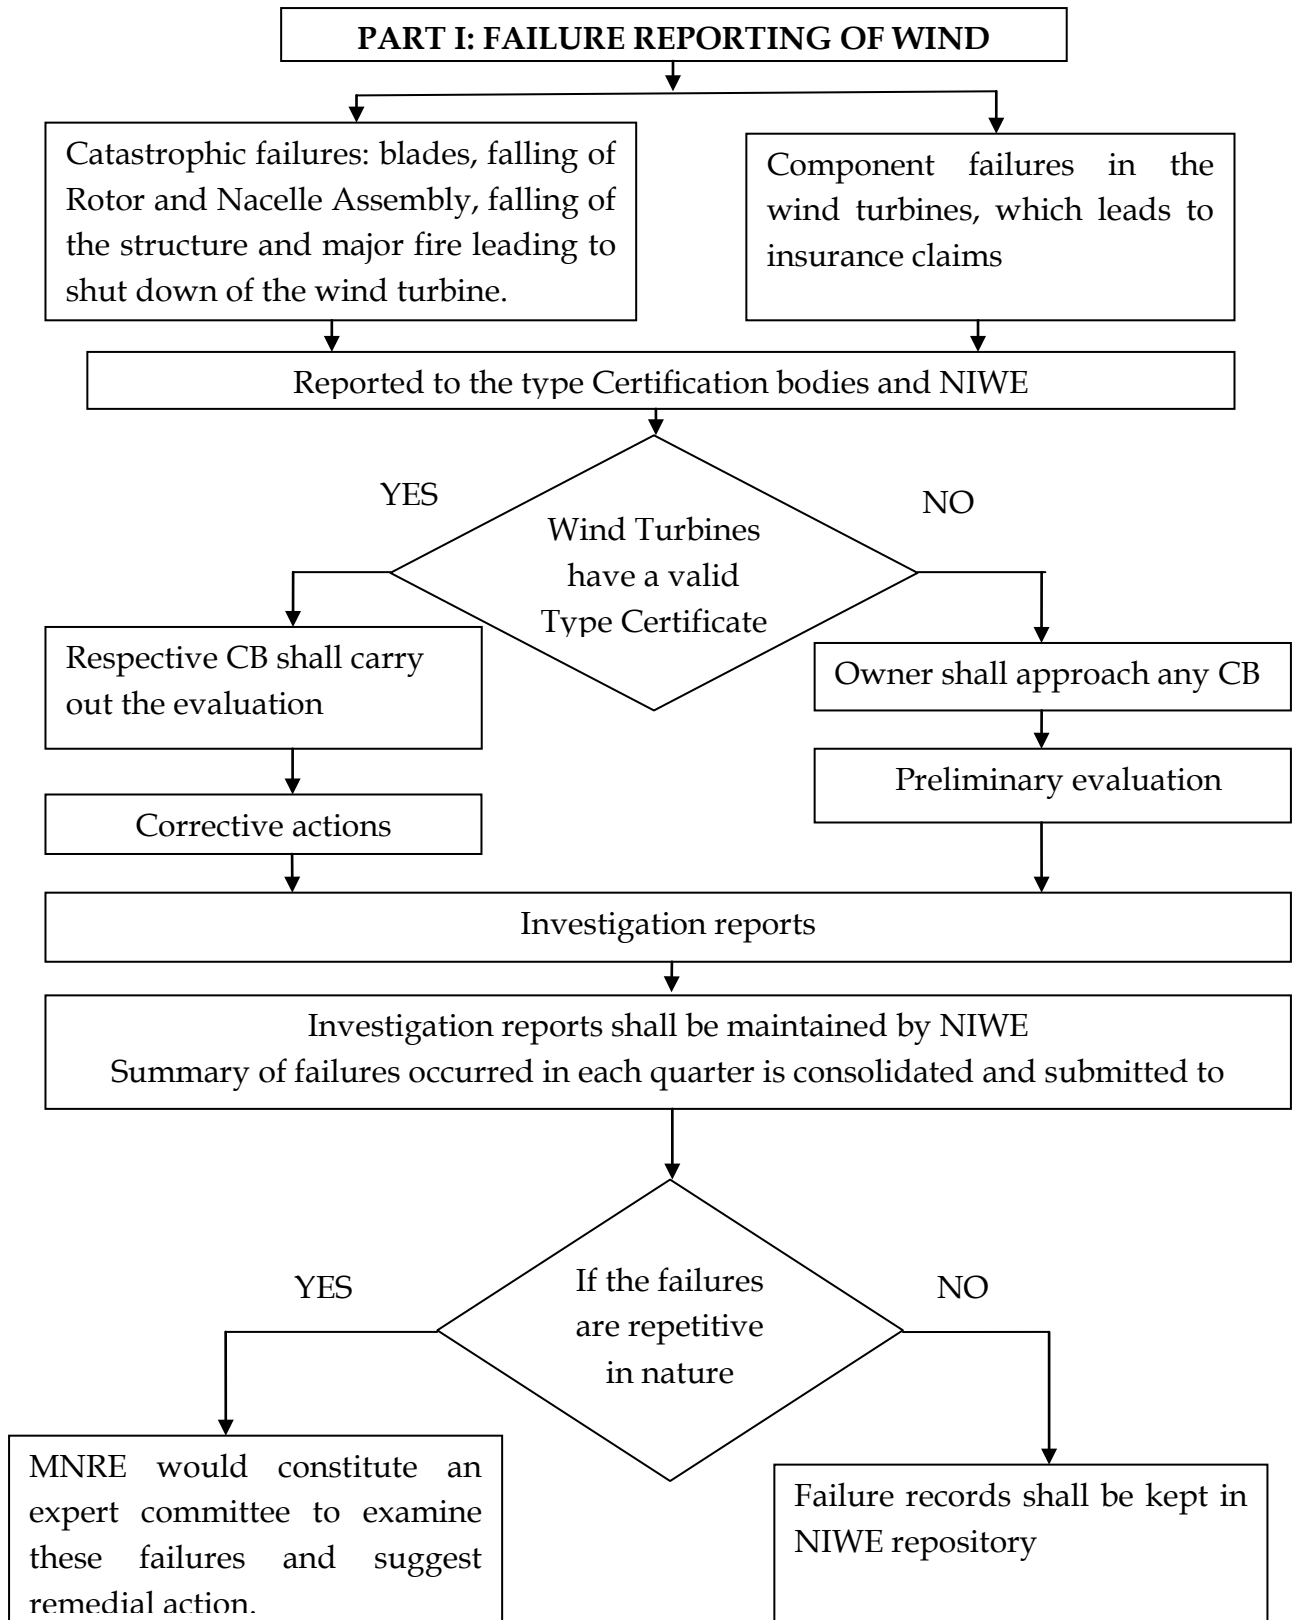 PART I: FAILURE REPORTING OF WIND
Catastrophic failures: blades, falling of
Rotor and Nacelle Assembly, falling of
the structure and major fire leading to
shut down of the wind turbine.
Component failures in the
wind turbines, which leads to
insurance claims
Reported to the type Certification bodies and NIWE
YES
NO
Wind Turbines
have a valid
Type Certificate
Respective CB shall carry
out the evaluation
Owner shall approach any CB
Preliminary evaluation
Corrective actions
Investigation reports
Investigation reports shall be maintained by NIWE
Summary of failures occurred in each quarter is consolidated and submitted to
YES
NO
If the failures
are repetitive
in nature
MNRE would constitute an
expert committee to examine
these failures and suggest
remedial action.
Failure records shall be kept in
NIWE repository